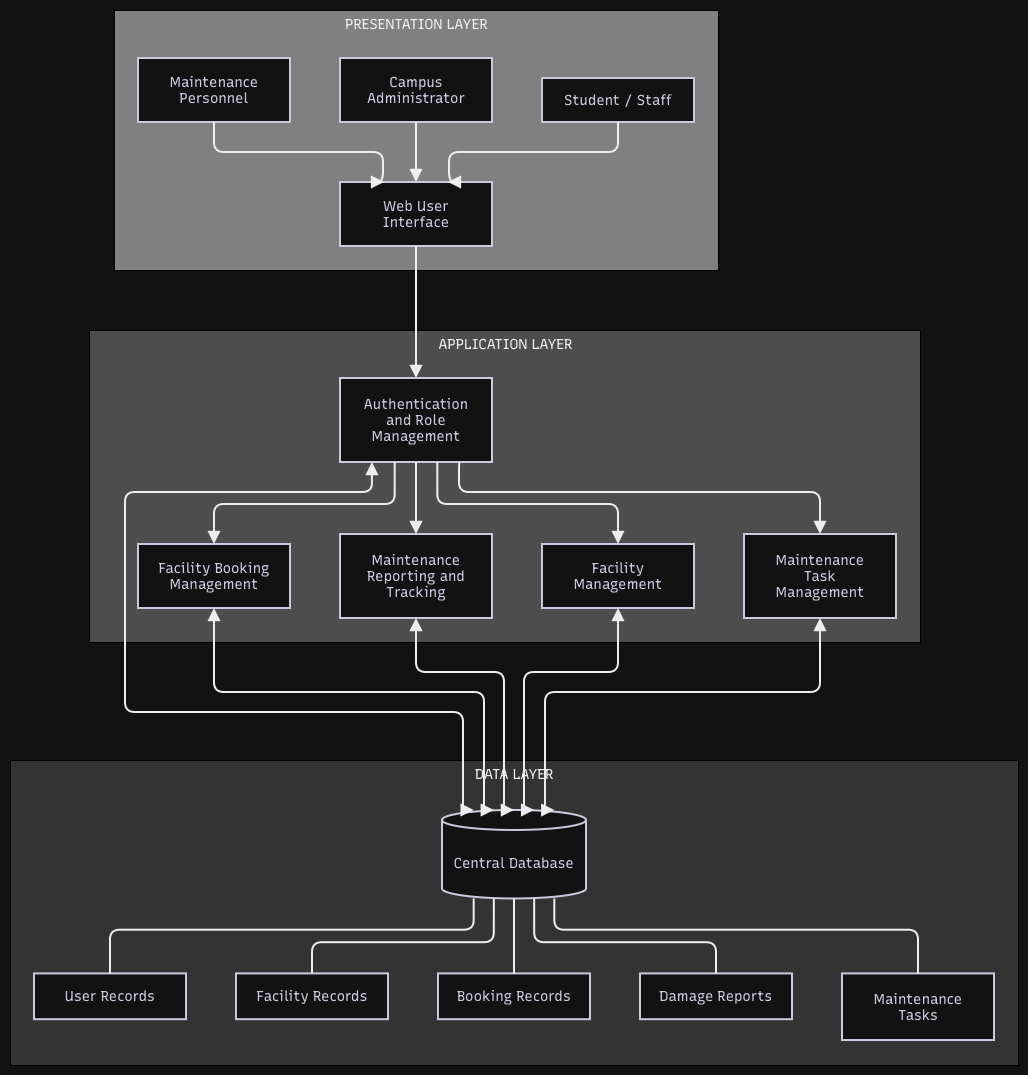 PRESENTATION LAYER
Maintenance
Personnel
Campus
Administrator
Student / Staff
Web User
Interface
APPLICATION LAYER
Authentication
and Role
Management
Facility Booking
Management
Maintenance
Reporting and
Tracking
Facility
Management
Maintenance
Task
Management
DATA LAYER
Central Database
User Records
Facility Records
Booking Records
Damage Reports
Maintenance
Tasks